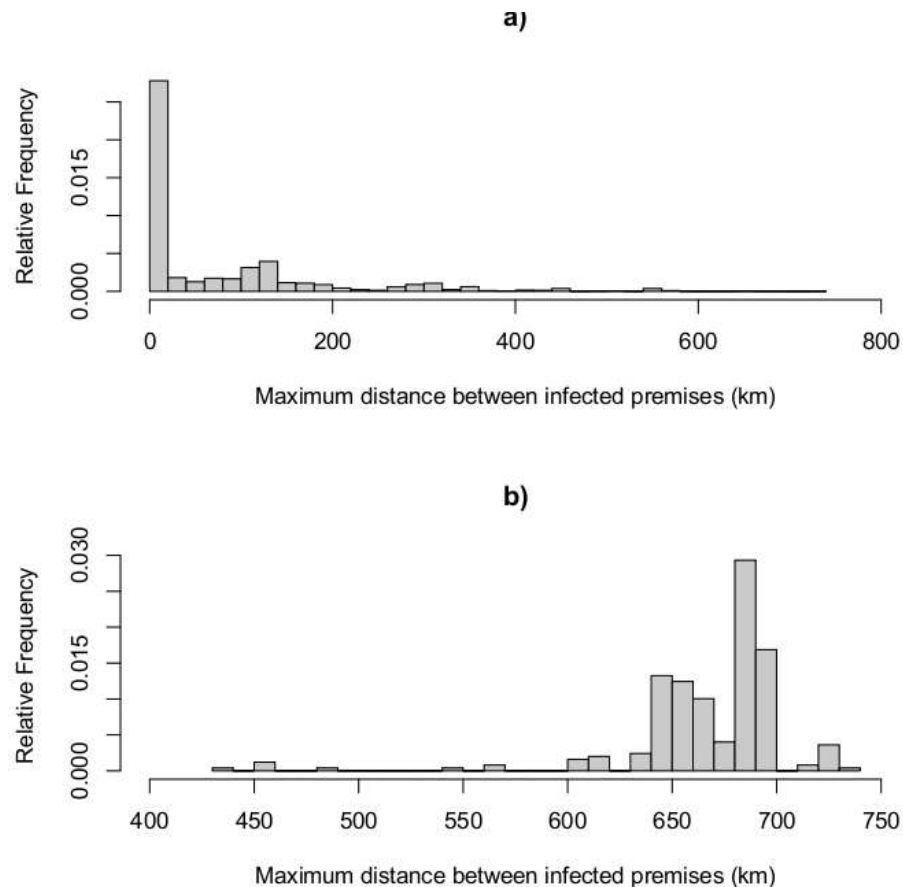 a)
Relative Frequency
0.000 0.015
0 200 400 600 800
Maximum distance between infected premises (km)
b)
Relative Frequency
0.000 0.015 0.030
400 450 500 550 600 650 700 750
Maximum distance between infected premises (km)